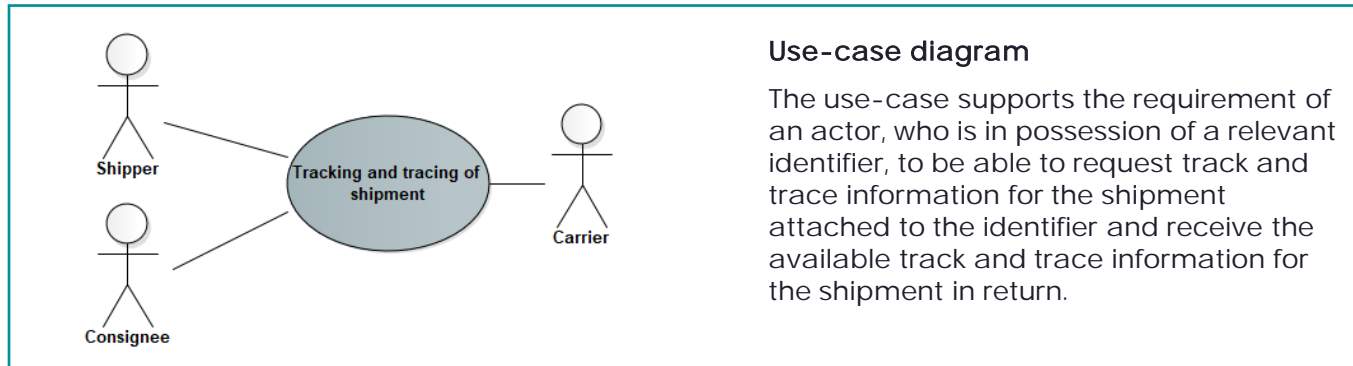 Shipper
Tracking and tracing of
shipment
Carrier
Consignee
Use-case diagram
The use-case supports the requirement of
an actor, who is in possession of a relevant
identifier, to be able to request track and
trace information for the shipment
attached to the identifier and receive the
available track and trace information for
the shipment in return.